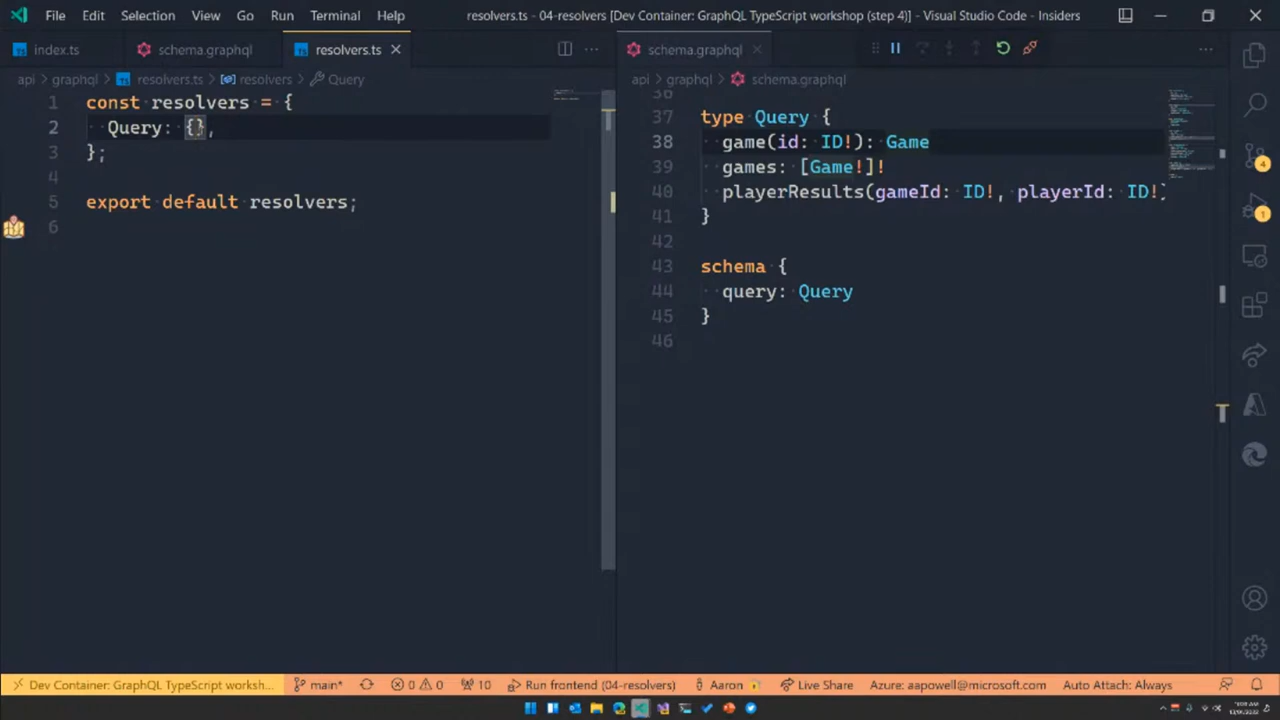 File Edit Selection View Go Run Terminal Help resolvers.ts - 04-resolvers [Dev Container: GraphQL TypeScript workshop (step 4)] - Visual Studio Code - Insiders
index.ts schema.graphql resolvers.ts
schema.graphql
api > graphql > resolvers.ts > resolvers > Query
api > graphql > schema.graphql
1 const resolvers = {
2 Query: {},
3 };
4
5 export default resolvers;
6
36
37 type Query {
38 game(id: ID!): Game
39 games: [Game!]!
40 playerResults(gameId: ID!, playerId: ID!)
41 }
42
43 schema {
44 query: Query
45 }
46
4
1
Dev Container: GraphQL TypeScript worksh... main* 0 0 10 Run frontend (04-resolvers) Aaron Live Share Azure: aapowell@microsoft.com Auto Attach: Always